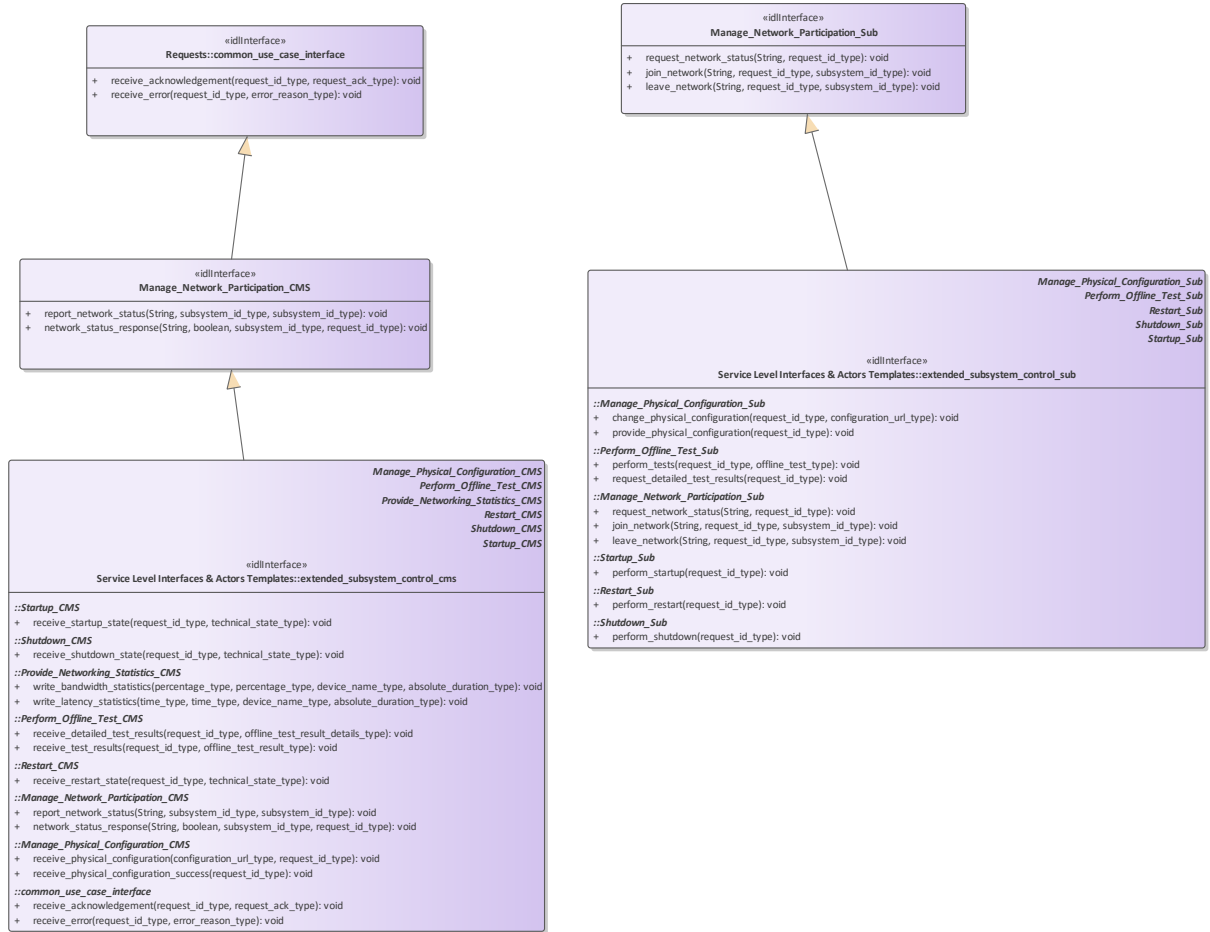 «idlInterface»
Requests::common_use_case_interface
+ receive_acknowledgement(request_id_type, request_ack_type): void
+ receive_error(request_id_type, error_reason_type): void
«idlInterface»
Manage_Network_Participation_Sub
+ request_network_status(String, request_id_type): void
+ join_network(String, request_id_type, subsystem_id_type): void
+ leave_network(String, request_id_type, subsystem_id_type): void
«idlInterface»
Manage_Network_Participation_CMS
+ report_network_status(String, subsystem_id_type, subsystem_id_type): void
+ network_status_response(String, boolean, subsystem_id_type, request_id_type): void
Manage_Physical_Configuration_Sub
Perform_Offline_Test_Sub
Restart_Sub
Shutdown_Sub
Startup_Sub
«idlInterface»
Service Level Interfaces & Actors Templates::extended_subsystem_control_sub
::Manage_Physical_Configuration_Sub
+ change_physical_configuration(request_id_type, configuration_url_type): void
+ provide_physical_configuration(request_id_type): void
::Perform_Offline_Test_Sub
+ perform_tests(request_id_type, offline_test_type): void
+ request_detailed_test_results(request_id_type): void
::Manage_Network_Participation_Sub
+ request_network_status(String, request_id_type): void
+ join_network(String, request_id_type, subsystem_id_type): void
+ leave_network(String, request_id_type, subsystem_id_type): void
::Startup_Sub
+ perform_startup(request_id_type): void
::Restart_Sub
+ perform_restart(request_id_type): void
::Shutdown_Sub
+ perform_shutdown(request_id_type): void
Manage_Physical_Configuration_CMS
Perform_Offline_Test_CMS
Provide_Networking_Statistics_CMS
Restart_CMS
Shutdown_CMS
Startup_CMS
«idlInterface»
Service Level Interfaces & Actors Templates::extended_subsystem_control_cms
::Startup_CMS
+ receive_startup_state(request_id_type, technical_state_type): void
::Shutdown_CMS
+ receive_shutdown_state(request_id_type, technical_state_type): void
::Provide_Networking_Statistics_CMS
+ write_bandwidth_statistics(percentage_type, percentage_type, device_name_type, absolute_duration_type): void
+ write_latency_statistics(time_type, time_type, device_name_type, absolute_duration_type): void
::Perform_Offline_Test_CMS
+ receive_detailed_test_results(request_id_type, offline_test_result_details_type): void
+ receive_test_results(request_id_type, offline_test_result_type): void
::Restart_CMS
+ receive_restart_state(request_id_type, technical_state_type): void
::Manage_Network_Participation_CMS
+ report_network_status(String, subsystem_id_type, subsystem_id_type): void
+ network_status_response(String, boolean, subsystem_id_type, request_id_type): void
::Manage_Physical_Configuration_CMS
+ receive_physical_configuration(configuration_url_type, request_id_type): void
+ receive_physical_configuration_success(request_id_type): void
::common_use_case_interface
+ receive_acknowledgement(request_id_type, request_ack_type): void
+ receive_error(request_id_type, error_reason_type): void